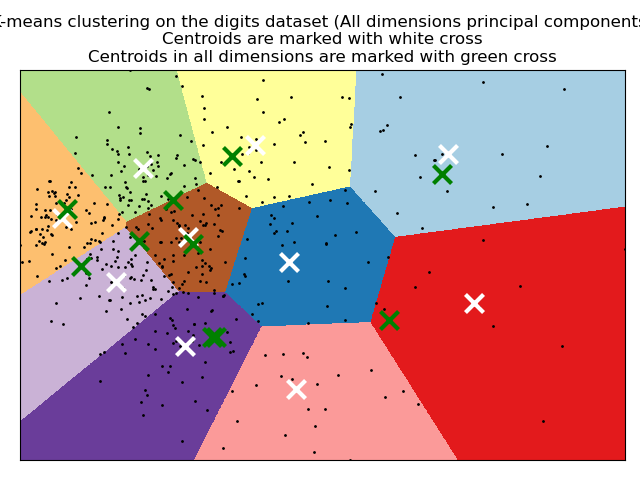 -means clustering on the digits dataset (All dimensions principal components
Centroids are marked with white cross
Centroids in all dimensions are marked with green cross